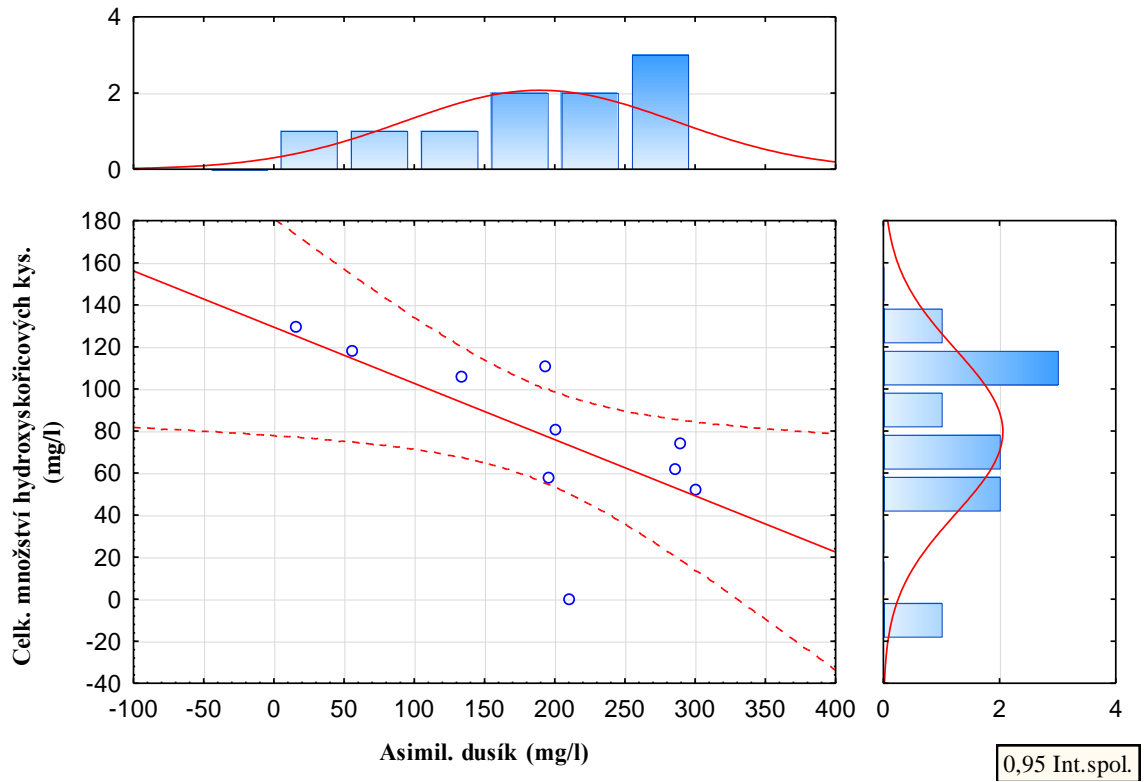 4
2
0
180
160
140
120
100
80
60
40
20
0
-20
-40
Celk. množství hydroxyskořicových kys.
(mg/l)
-100 -50 0 50 100 150 200 250 300 350 400
0 2 4
Asimil. dusík (mg/l)
0,95 Int.spol.